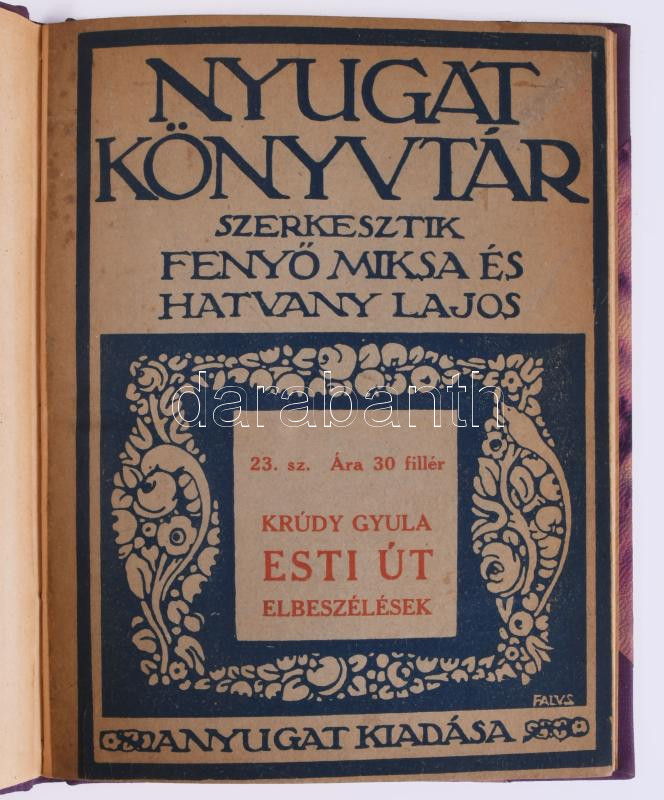 NYUGAT
KÖNYVTÁR
SZERKESZTIK
FENYŐ MIKSA ÉS
HATVANY LAJOS
darabanth
23. sz. Ára 30 fillér
KRÚDY GYULA
ESTI ÚT
ELBESZÉLÉSEK
FALVS
A NYUGAT KIADÁSA